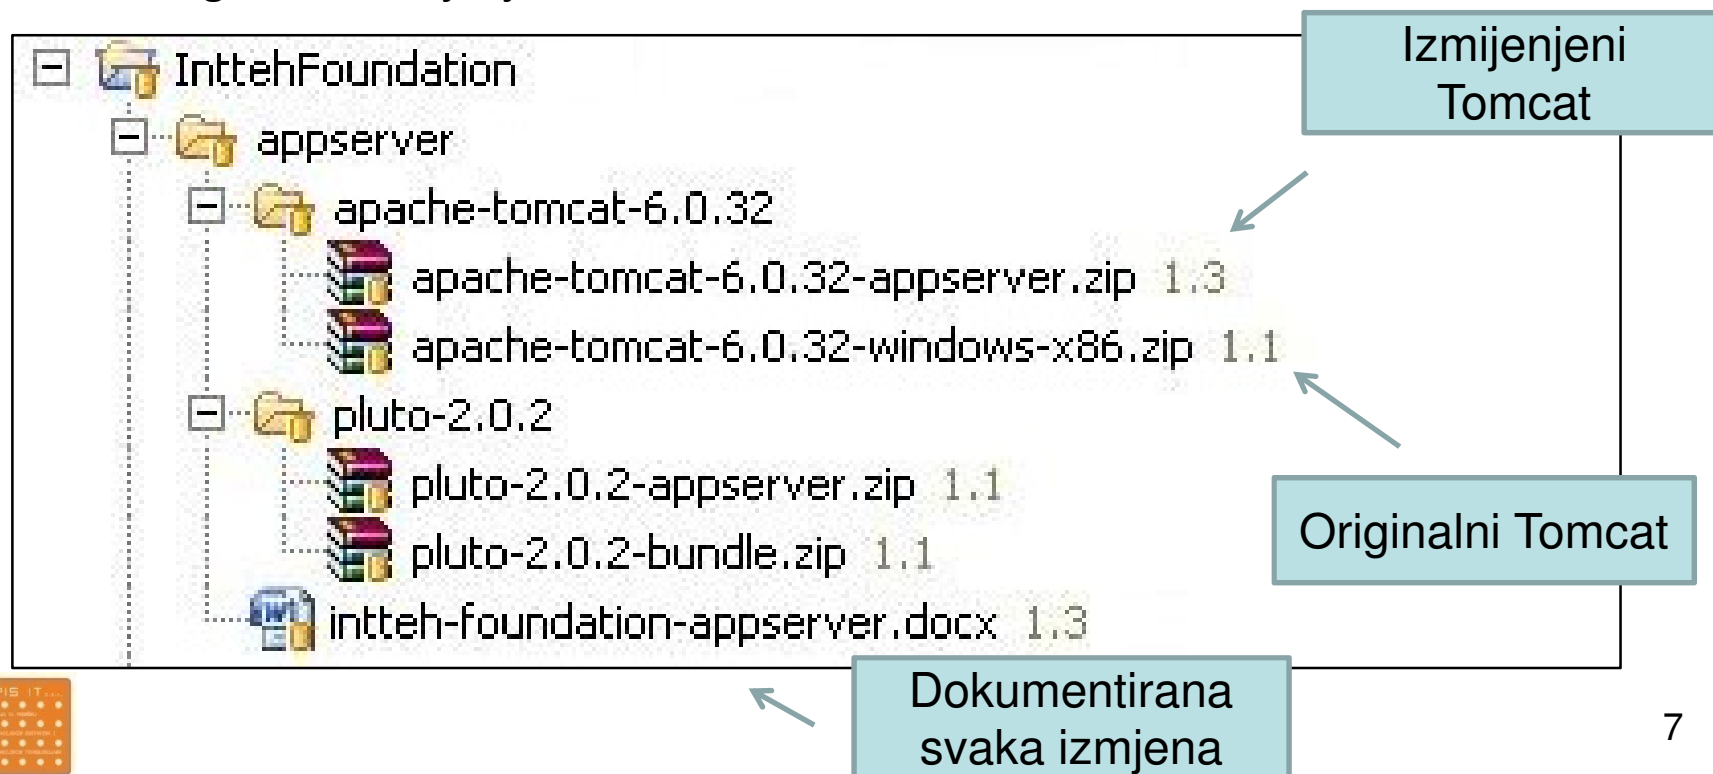 Izmijenjeni
Tomcat
InttehFoundation
appserver
apache-tomcat-6.0.32
apache-tomcat-6.0.32-appserver.zip 1.3
apache-tomcat-6.0.32-windows-x86.zip 1.1
pluto-2.0.2
pluto-2.0.2-appserver.zip 1.1
Originalni Tomcat
pluto-2.0.2-bundle.zip 1.1
intteh-foundation-appserver.docx 1.3
Dokumentirana
svaka izmjena
PIS IT
7